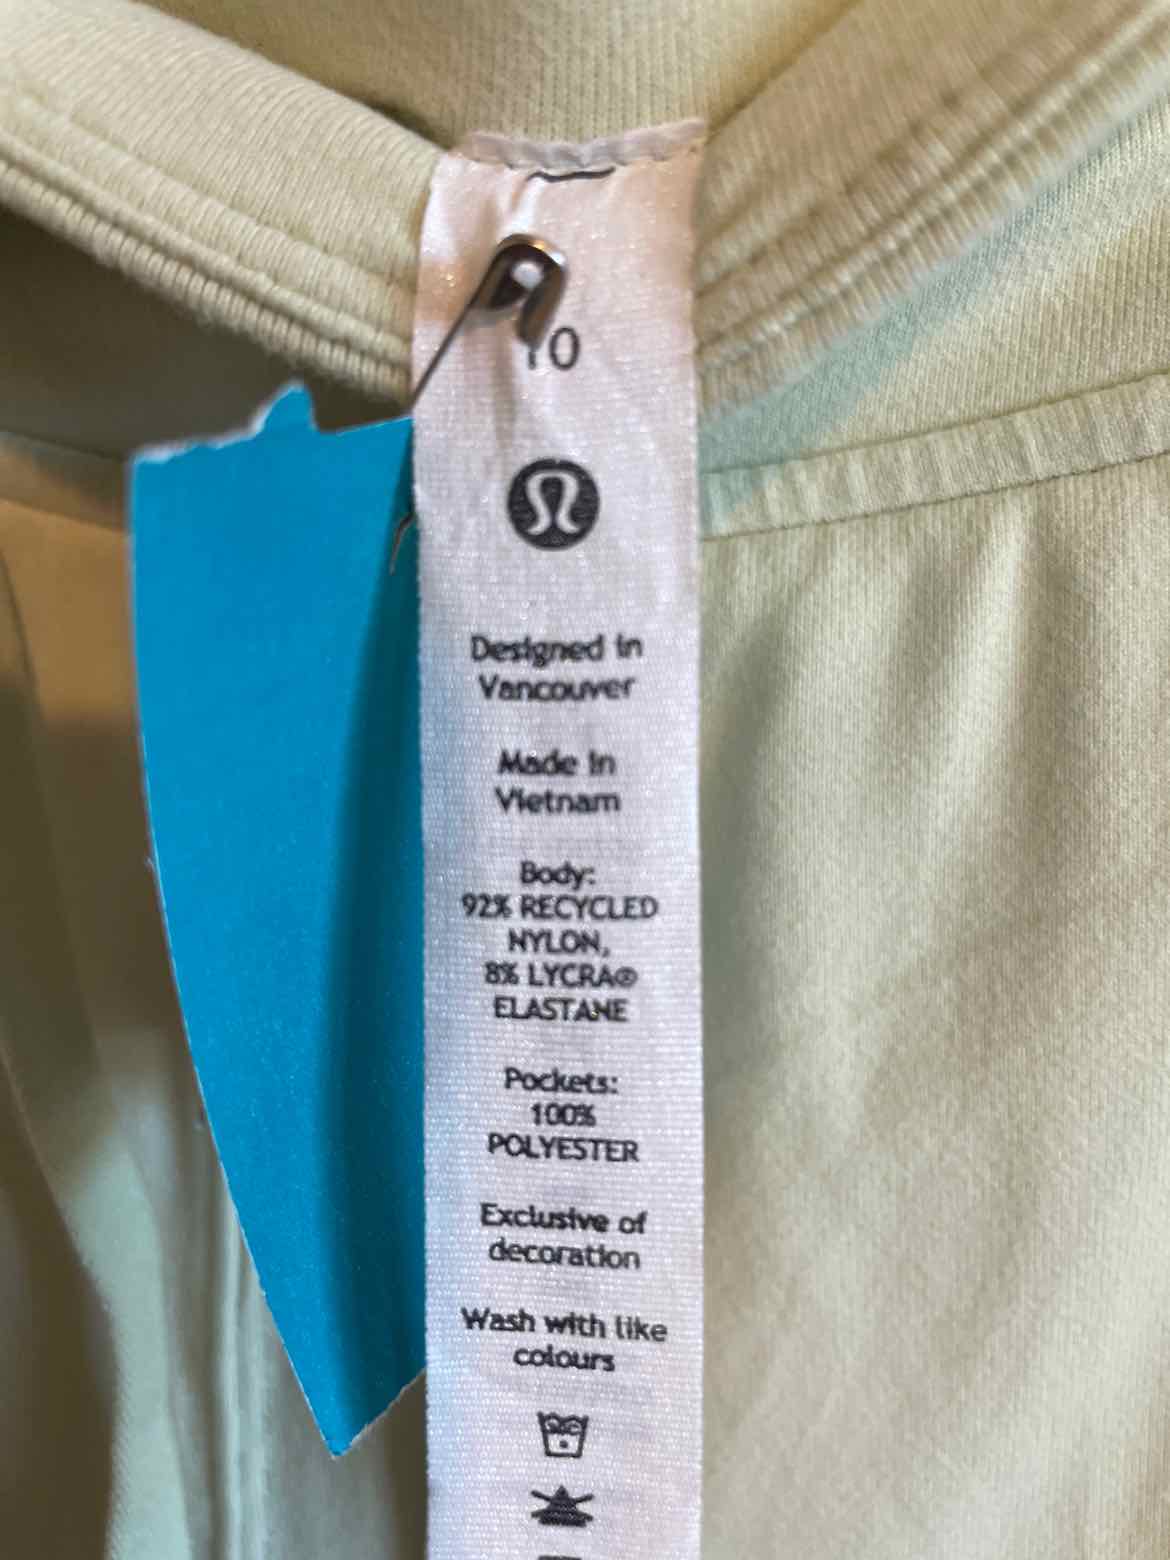 10
Designed in
Vancouver
Made in
Vietnam
Body:
92% RECYCLED
NYLON,
8% LYCRA®
ELASTANE
Pockets:
100%
POLYESTER
Exclusive of
decoration
Wash with like
colours